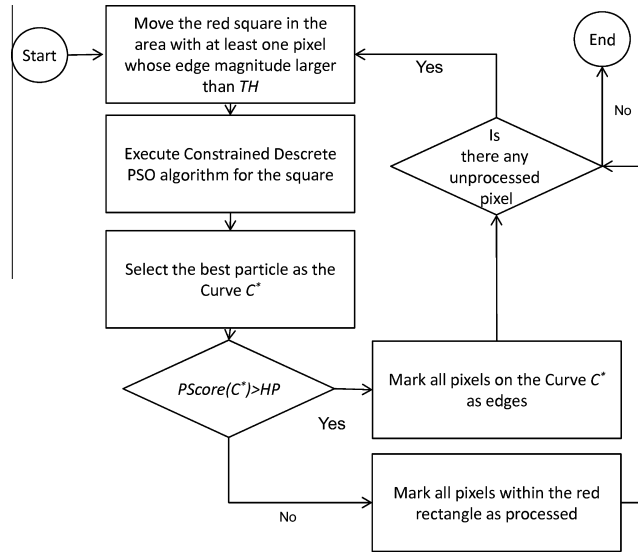 Start
Move the red square in the
area with at least one pixel
whose edge magnitude larger
than TH
Yes
End
No
Is
there any
unprocessed
pixel
Execute Constrained Descrete
PSO algorithm for the square
Select the best particle as the
Curve C*
PScore(C*)>HP
Yes
Mark all pixels on the Curve C*
as edges
No
Mark all pixels within the red
rectangle as processed